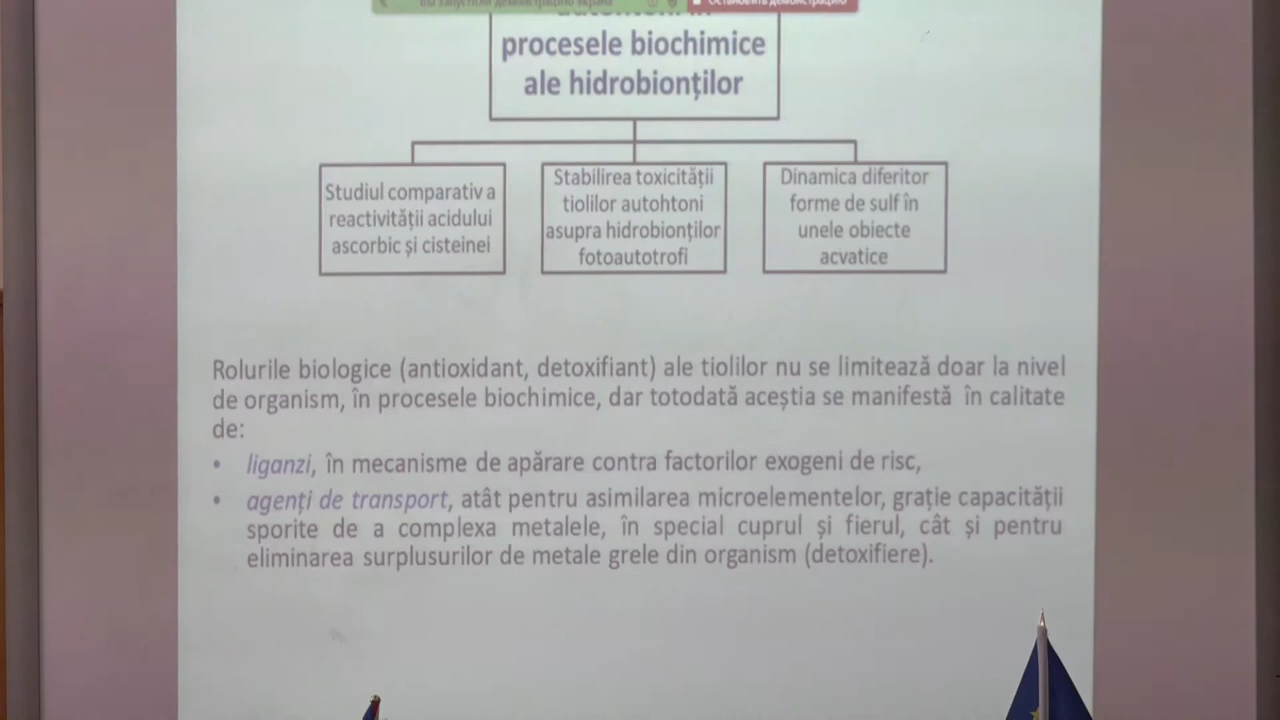 Остановить демонстрацию
procesele biochimice
ale hidrobionților
Studiul comparativ a
reactivității acidului
ascorbic și cisteinei
Stabilirea toxicității
tiolilor autohtoni
asupra hidrobionților
fotoautotrofi
Dinamica diferitor
forme de sulf în
unele obiecte
acvatice
Rolurile biologice (antioxidant, detoxifiant) ale tiolilor nu se limitează doar la nivel
de organism, în procesele biochimice, dar totodată aceștia se manifestă în calitate
de:
• liganzi, în mecanisme de apărare contra factorilor exogeni de risc,
• agenți de transport, atât pentru asimilarea microelementelor, grație capacității
sporite de a complexa metalele, în special cuprul și fierul, cât și pentru
eliminarea surplusurilor de metale grele din organism (detoxifiere).